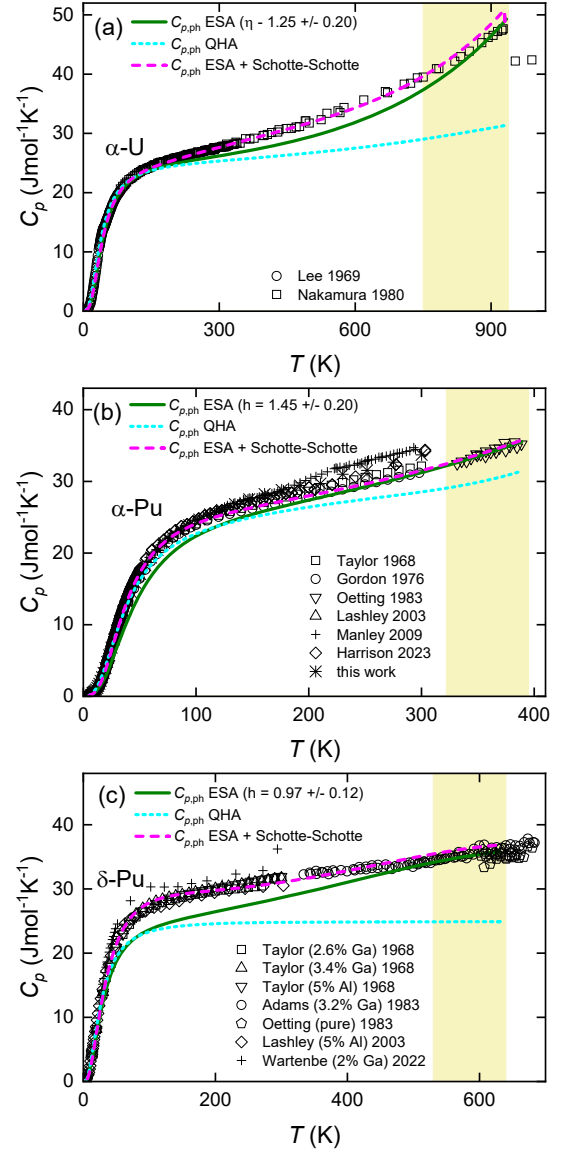 (a)
C_p,ph ESA (η - 1.25 +/- 0.20)
C_p,ph QHA
C_p,ph ESA + Schotte-Schotte
50
40
30
20
10
0
α-U
C_p (Jmol⁻¹K⁻¹)
Lee 1969
Nakamura 1980
0 300 600 900
T (K)
(b)
C_p,ph ESA (h = 1.45 +/- 0.20)
C_p,ph QHA
C_p,ph ESA + Schotte-Schotte
40
30
20
10
0
α-Pu
C_p (Jmol⁻¹K⁻¹)
Taylor 1968
Gordon 1976
Oetting 1983
Lashley 2003
Manley 2009
Harrison 2023
this work
0 100 200 300 400
T (K)
(c)
C_p,ph ESA (h = 0.97 +/- 0.12)
C_p,ph QHA
C_p,ph ESA + Schotte-Schotte
50
40
30
20
10
0
δ-Pu
C_p (Jmol⁻¹K⁻¹)
Taylor (2.6% Ga) 1968
Taylor (3.4% Ga) 1968
Taylor (5% Al) 1968
Adams (3.2% Ga) 1983
Oetting (pure) 1983
Lashley (5% Al) 2003
Wartenbe (2% Ga) 2022
0 200 400 600
T (K)